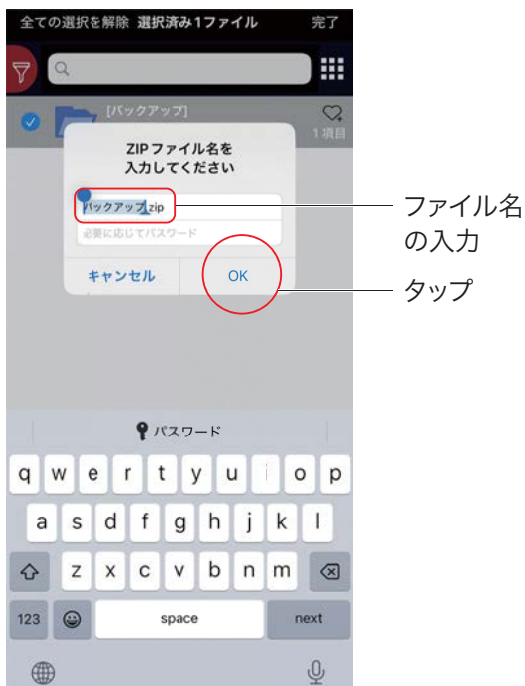 全ての選択を解除 選択済み1ファイル 完了
[バックアップ]
1項目
ZIPファイル名を
入力してください
バックアップ.zip
必要に応じてパスワード
キャンセル OK
ファイル名
の入力
タップ
パスワード
q w e r t y u i o p
a s d f g h j k l
z x c v b n m
123 space next